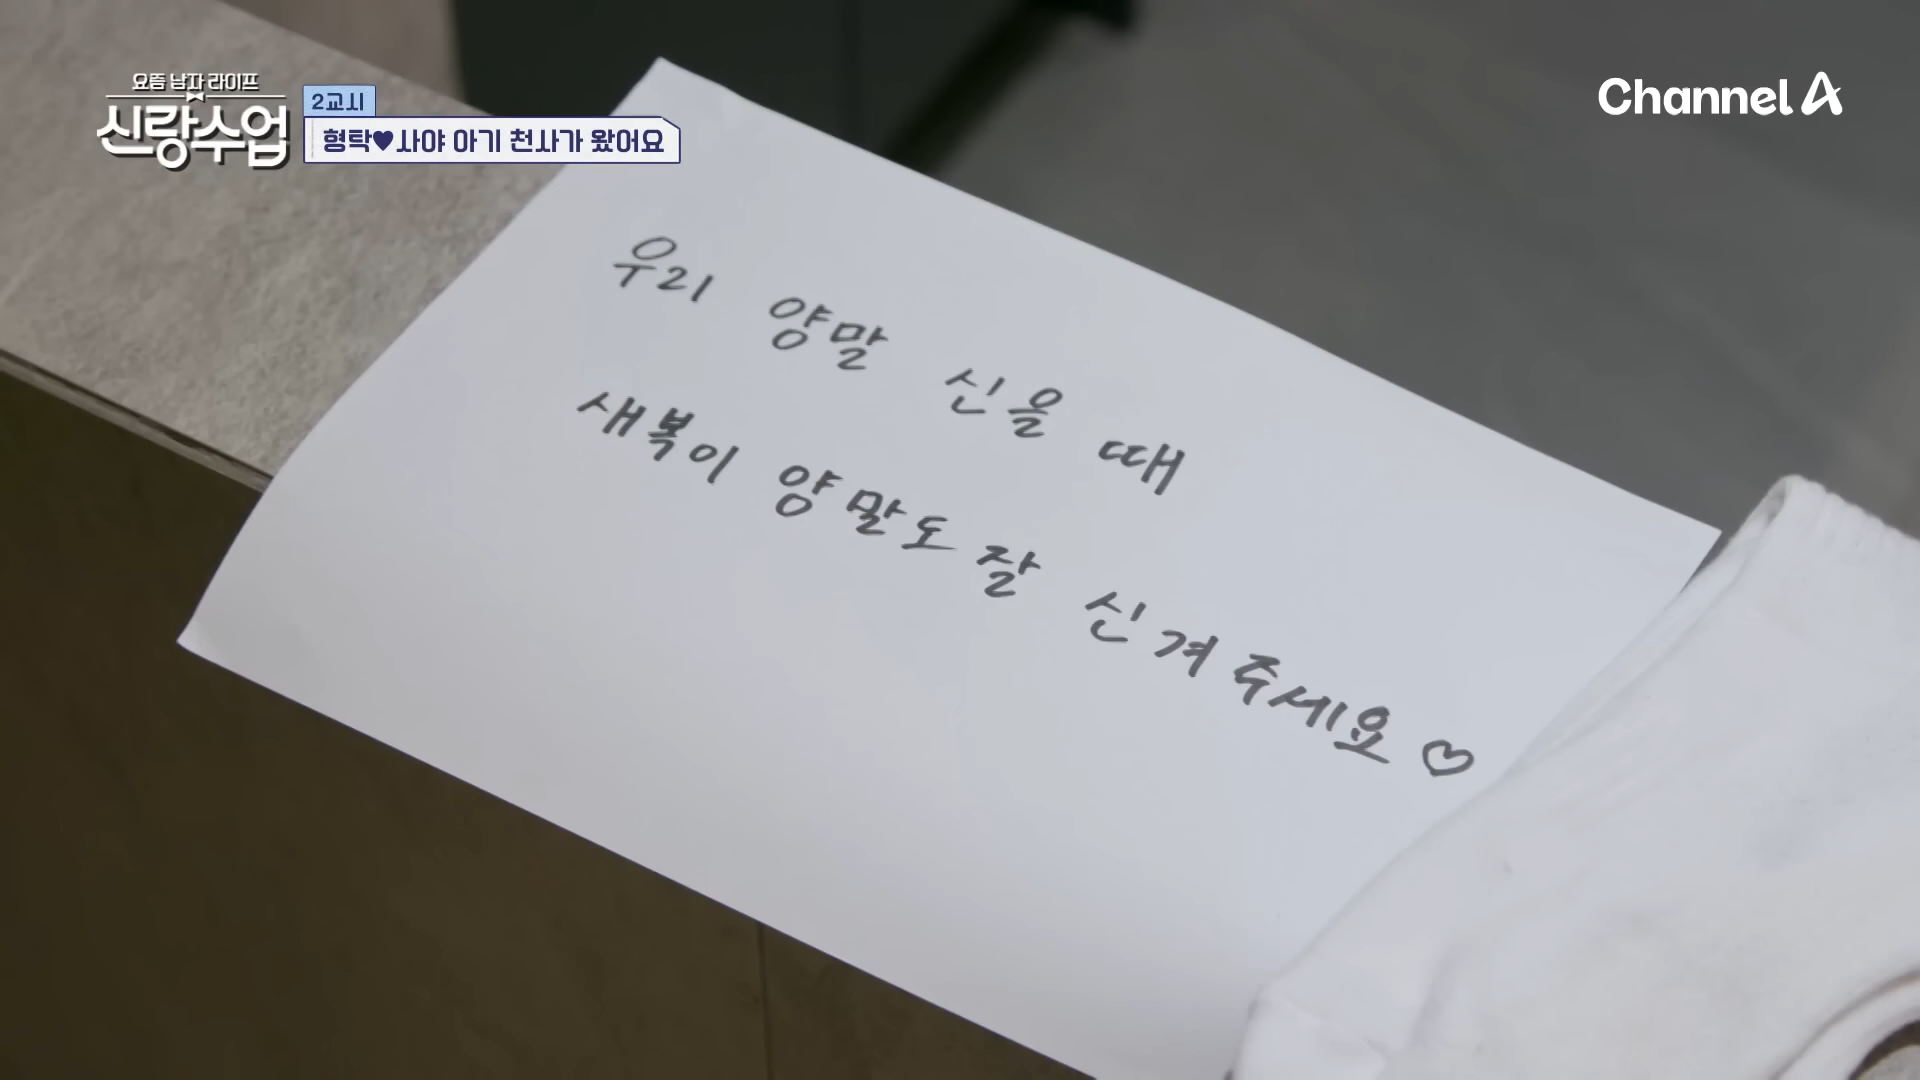 요즘 남자 라이프
신랑수업
2교시
형탁♥사야 아기 천사가 왔어요
Channel A
우리 양말 신을 때
새복이 양말도 잘 신겨주세요♡